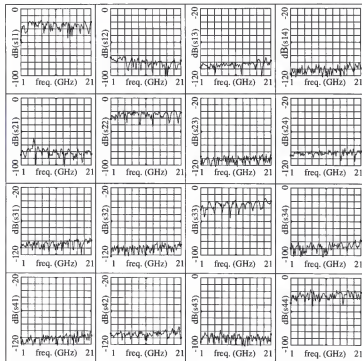 0
dB(s11)
-100
1 freq. (GHz) 21
0
dB(s12)
-100
1 freq. (GHz) 21
-20
dB(s13)
-120
1 freq. (GHz) 21
-20
dB(s14)
-120
1 freq. (GHz) 21
0
dB(s21)
-100
1 freq. (GHz) 21
0
dB(s22)
-100
1 freq. (GHz) 21
-20
dB(s23)
-120
1 freq. (GHz) 21
-20
dB(s24)
-120
1 freq. (GHz) 21
-20
dB(s31)
-120
1 freq. (GHz) 21
-20
dB(s32)
-120
1 freq. (GHz) 21
0
dB(s33)
-100
1 freq. (GHz) 21
0
dB(s34)
-100
1 freq. (GHz) 21
-20
dB(s41)
-120
1 freq. (GHz) 21
-20
dB(s42)
-120
1 freq. (GHz) 21
0
dB(s43)
-100
1 freq. (GHz) 21
0
dB(s44)
-100
1 freq. (GHz) 21